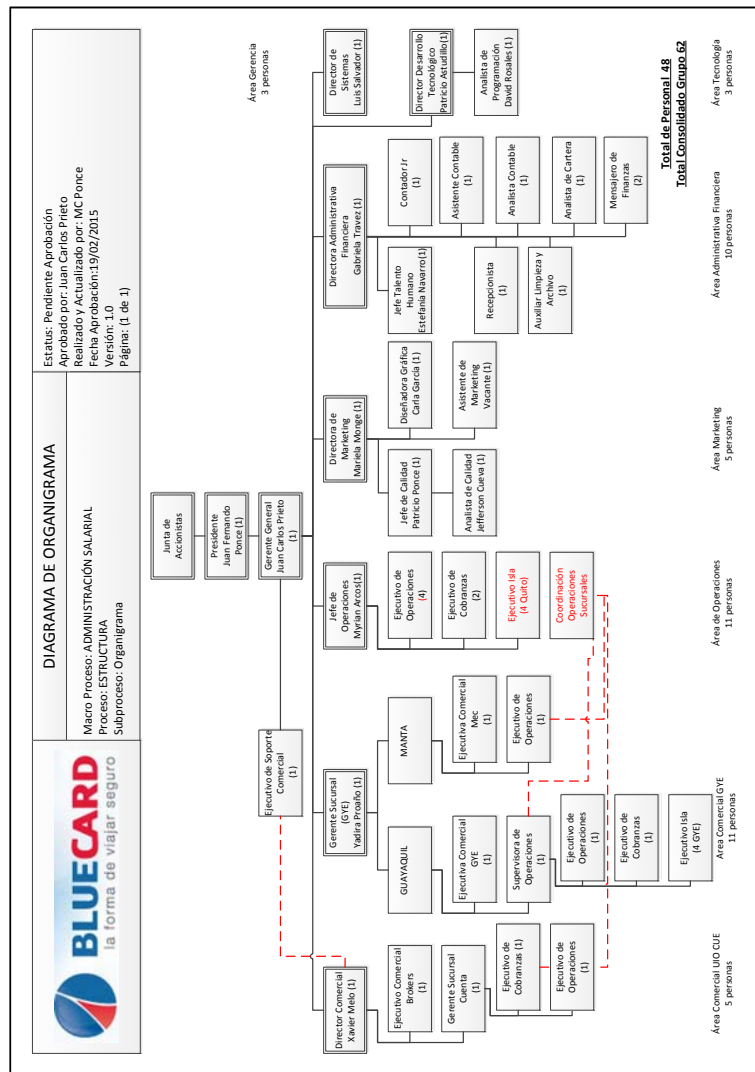 BLUECARD
la forma de viajar seguro
DIAGRAMA DE ORGANIGRAMA
Macro Proceso: ADMINISTRACIÓN SALARIAL
Proceso: ESTRUCTURA
Subproceso: Organigrama
Estatus: Pendiente Aprobación
Aprobado por: Juan Carlos Prieto
Realizado y Actualizado por: MC Ponce
Fecha Aprobación:19/02/2015
Versión: 1.0
Página: (1 de 1)
Junta de
Accionistas
Presidente
Juan Fernando
Ponce (1)
Gerente General
Juan Carlos Prieto
(1)
Ejecutivo de Soporte
Comercial
(1)
Área Gerencia
3 personas
Director Comercial
Xavier Melo (1)
Ejecutivo Comercial
Brokers
(1)
Gerente Sucursal
Cuenta
(1)
Ejecutivo de
Cobranzas (1)
Ejecutivo de
Operaciones
(1)
Gerente Sucursal
(GYE)
Yadira Proaño (1)
GUAYAQUIL
Ejecutiva Comercial
GYE
(1)
Supervisora de
Operaciones
(1)
Ejecutivo de
Operaciones
(1)
Ejecutivo de
Cobranzas
(1)
Ejecutivo Isla
(4 GYE)
MANTA
Ejecutiva Comercial
Mec
(1)
Ejecutivo de
Operaciones
(1)
Jefe de
Operaciones
Myrian Arcos(1)
Ejecutivo de
Operaciones
(4)
Ejecutivo de
Cobranzas
(2)
Ejecutivo Isla
(4 Quito)
Coordinación
Operaciones
Sucursales
Directora de
Marketing
Mariela Monge (1)
Jefe de Calidad
Patricio Ponce (1)
Analista de Calidad
Jefferson Cueva (1)
Diseñadora Gráfica
Carla García (1)
Asistente de
Marketing
Vacante (1)
Directora Administrativa
Financiera
Gabriela Travez (1)
Jefe Talento
Humano
Estefanía Navarro(1)
Recepcionista
(1)
Auxiliar Limpieza y
Archivo
(1)
Contador Jr
(1)
Asistente Contable
(1)
Analista Contable
(1)
Analista de Cartera
(1)
Mensajero de
Finanzas
(2)
Director de
Sistemas
Luis Salvador (1)
Director Desarrollo
Tecnológico
Patricio Astudillo(1)
Analista de
Programación
David Rosales (1)
Total de Personal 48
Total Consolidado Grupo 62
Área Comercial UIO CUE
5 personas
Area Comercial GYE
11 personas
Área de Operaciones
11 personas
Área Marketing
5 personas
Área Administrativa Financiera
10 personas
Área Tecnología
3 personas